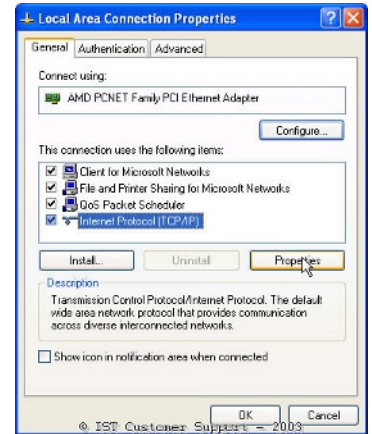 Local Area Connection Properties
General Authentication Advanced
Connect using:
AMD PCNET Family PCI Ethernet Adapter
Configure...
This connection uses the following items:
Client for Microsoft Networks
File and Printer Sharing for Microsoft Networks
QoS Packet Scheduler
Internet Protocol (TCP/IP)
Install... Uninstall Properties
Description
Transmission Control Protocol/Internet Protocol. The default
wide area network protocol that provides communication
across diverse interconnected networks.
Show icon in notification area when connected
OK Cancel
© IST Customer Support - 2003